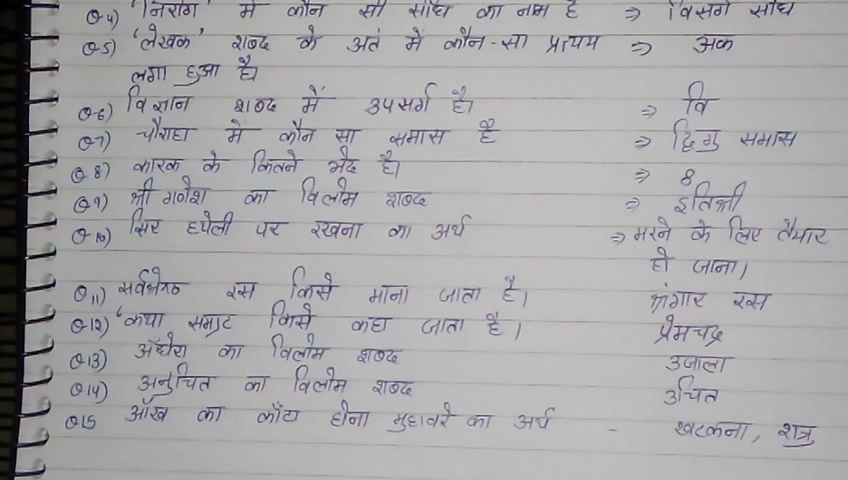 Q4) 'निरोग' में कौन सी संधि का नाम है ⇒ विसर्ग संधि
Q5) 'लेखक' शब्द के अंत में कौन-सा प्रत्यय ⇒ अक
लगा हुआ है।
Q6) विज्ञान शब्द में उपसर्ग है। ⇒ वि
Q7) चौराहा में कौन सा समास है ⇒ द्विगु समास
Q8) कारक के कितने भेद है। ⇒ 8
Q9) श्री गणेश का विलोम शब्द ⇒ इतिश्री
Q10) सिर हथेली पर रखना का अर्थ ⇒ मरने के लिए तैयार
हो जाना।
Q11) सर्वश्रेष्ठ रस किसे माना जाता है। श्रंगार रस
Q12) 'कथा सम्राट किसे कहा जाता है। प्रेमचंद्र
Q13) अँधेरा का विलोम शब्द उजाला
Q14) अनुचित का विलोम शब्द उचित
Q15 आँख का काँटा होना मुहावरे का अर्थ - खटकना, शत्रु